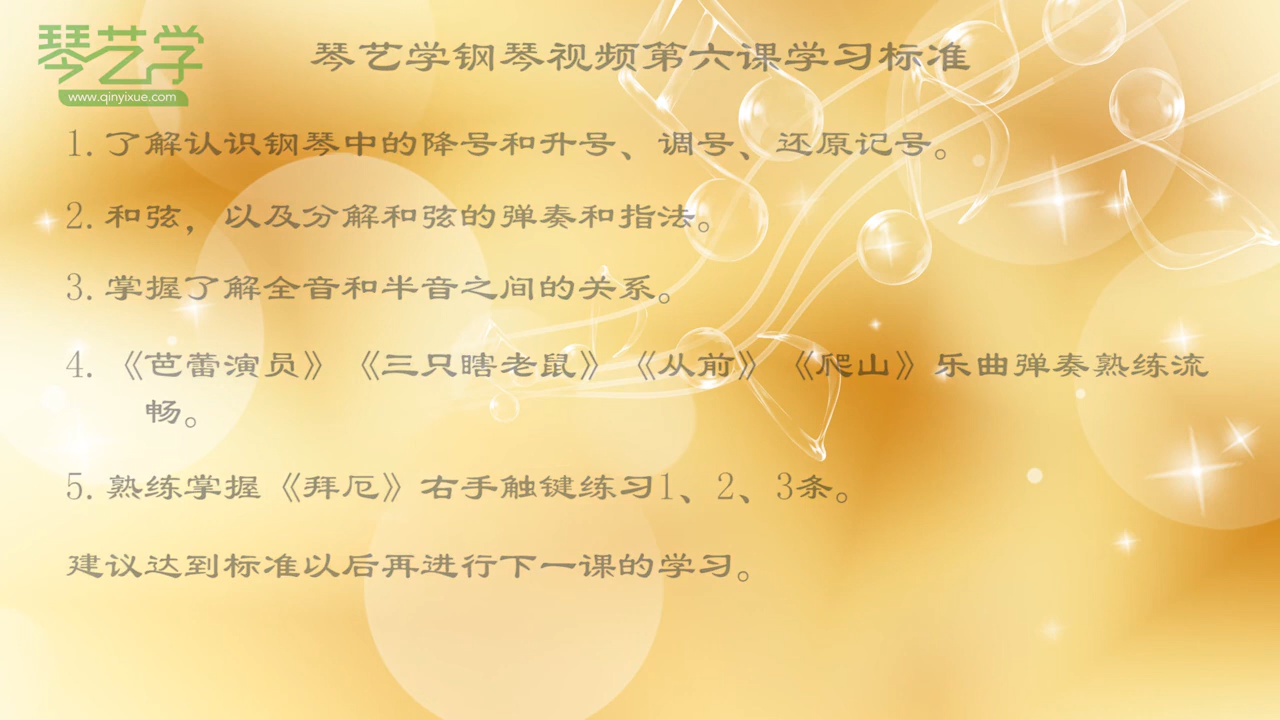 琴艺学
www.qinyixue.com
琴艺学钢琴视频第六课学习标准
1.了解认识钢琴中的降号和升号、调号、还原记号。
2.和弦，以及分解和弦的弹奏和指法。
3.掌握了解全音和半音之间的关系。
4.《芭蕾演员》《三只瞎老鼠》《从前》《爬山》乐曲弹奏熟练流
畅。
5.熟练掌握《拜厄》右手触键练习1、2、3条。
建议达到标准以后再进行下一课的学习。